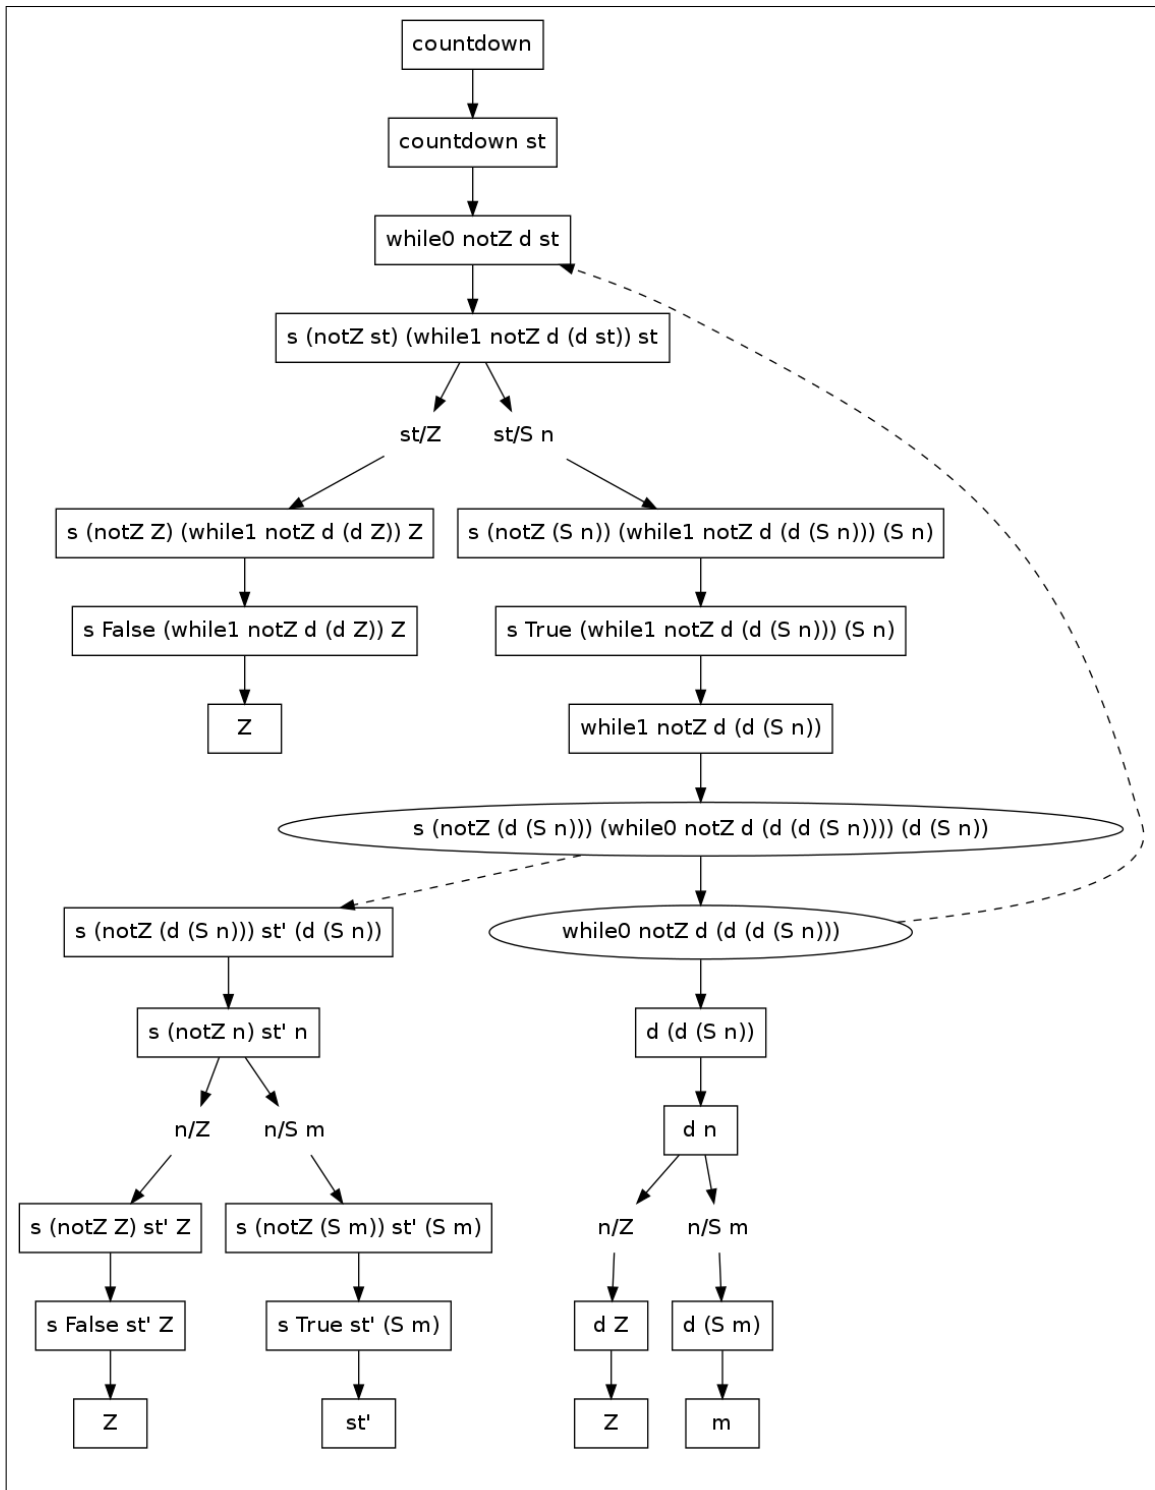 countdown
countdown st
while0 notZ d st
s (notZ st) (while1 notZ d (d st)) st
st/Z
st/S n
s (notZ Z) (while1 notZ d (d Z)) Z
s (notZ (S n)) (while1 notZ d (d (S n))) (S n)
s False (while1 notZ d (d Z)) Z
s True (while1 notZ d (d (S n))) (S n)
Z
while1 notZ d (d (S n))
s (notZ (d (S n))) (while0 notZ d (d (d (S n)))) (d (S n))
s (notZ (d (S n))) st' (d (S n))
while0 notZ d (d (d (S n)))
s (notZ n) st' n
d (d (S n))
n/Z
n/S m
d n
s (notZ Z) st' Z
s (notZ (S m)) st' (S m)
n/Z
n/S m
s False st' Z
s True st' (S m)
d Z
d (S m)
Z
st'
Z
m